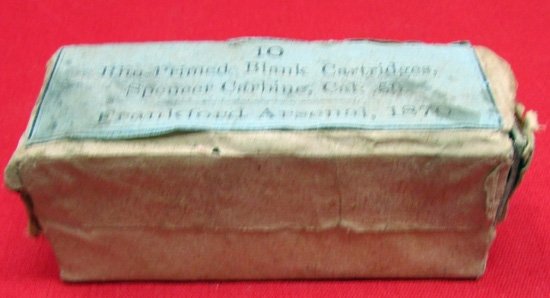 10
Rim-Primed Blank Cartridges,
Spencer Carbine, Cal. .50.
Frankford Arsenal, 1870